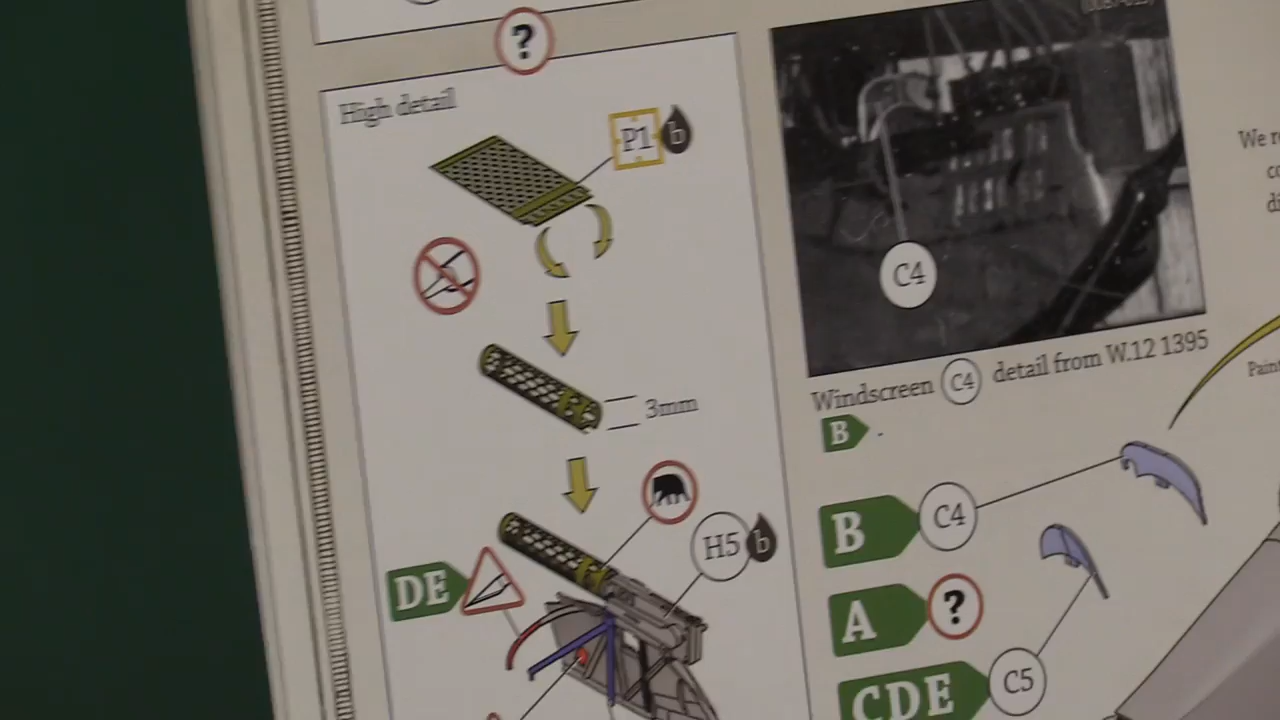 ?
High detail
P1 b
C4
We
Windscreen C4 detail from W.12 1395
B
3mm
B C4
H5 b
DE
A ?
CDE C5